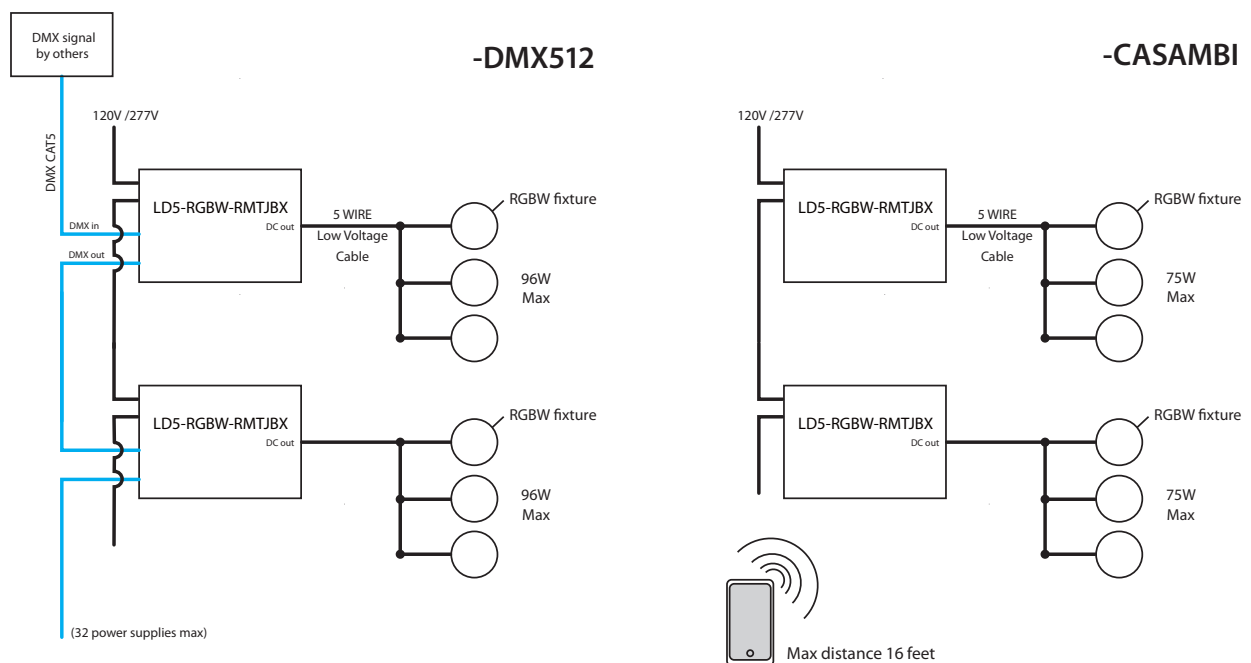 DMX signal
by others
-DMX512
120V /277V
DMX CAT5
LD5-RGBW-RMTJBX
DC out
DMX in
DMX out
5 WIRE
Low Voltage
Cable
RGBW fixture
96W
Max
LD5-RGBW-RMTJBX
DC out
RGBW fixture
96W
Max
(32 power supplies max)
-CASAMBI
120V /277V
LD5-RGBW-RMTJBX
DC out
5 WIRE
Low Voltage
Cable
RGBW fixture
75W
Max
LD5-RGBW-RMTJBX
DC out
RGBW fixture
75W
Max
Max distance 16 feet